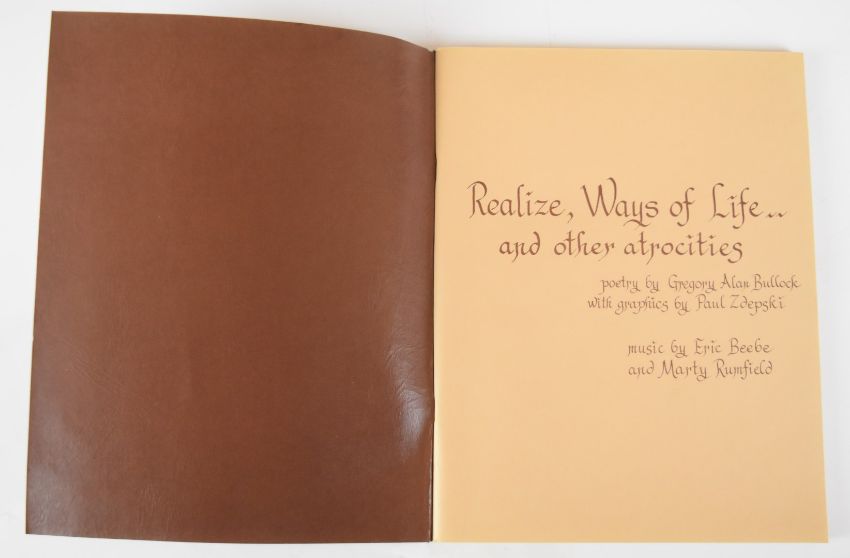 Realize, Ways of Life..
and other atrocities
poetry by Gregory Alan Bullock
with graphics by Paul Zdepski
music by Eric Beebe
and Marty Rumfield